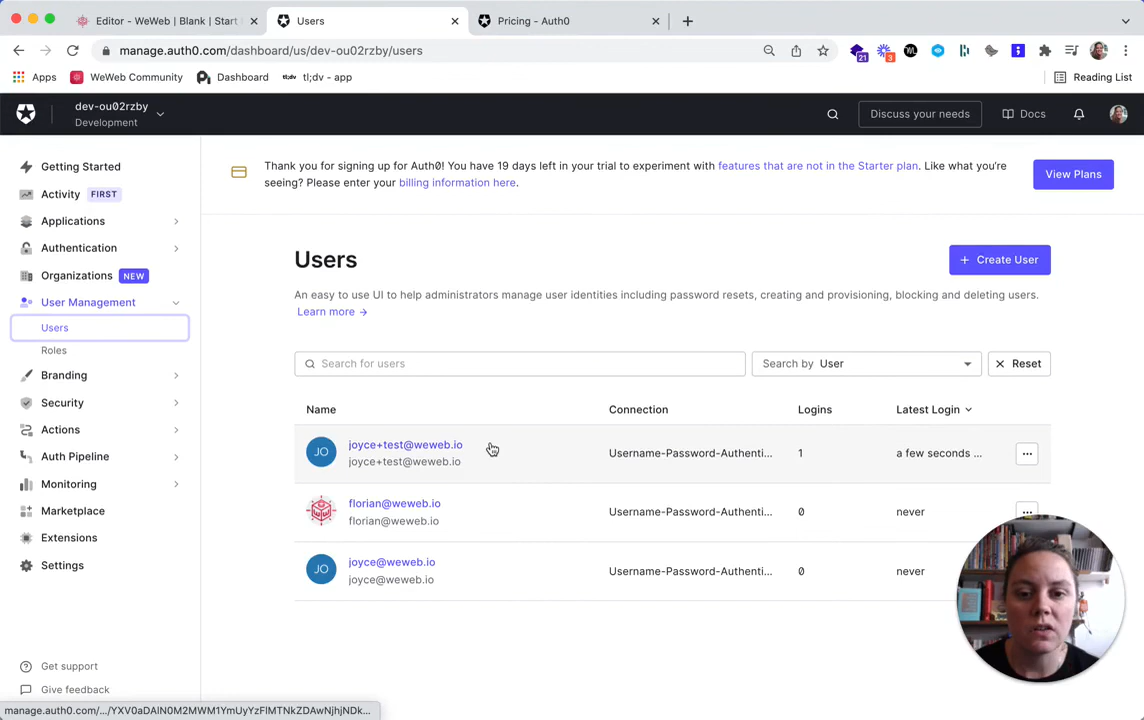 Editor - WeWeb | Blank | Start
Users
Pricing - Auth0
manage.auth0.com/dashboard/us/dev-ou02rzby/users
21
3
Apps
WeWeb Community
Dashboard
tl;dv
tl;dv - app
Reading List
dev-ou02rzby
Development
Discuss your needs
Docs
Getting Started
Activity FIRST
Applications
Authentication
Organizations NEW
User Management
Users
Roles
Branding
Security
Actions
Auth Pipeline
Monitoring
Marketplace
Extensions
Settings
Get support
Give feedback
Thank you for signing up for Auth0! You have 19 days left in your trial to experiment with features that are not in the Starter plan. Like what you're
seeing? Please enter your billing information here.
View Plans
Users
+ Create User
An easy to use UI to help administrators manage user identities including password resets, creating and provisioning, blocking and deleting users.
Learn more →
Search for users
Search by User
Reset
Name Connection Logins Latest Login
JO joyce+test@weweb.io Username-Password-Authenti... 1 a few seconds ...
joyce+test@weweb.io
florian@weweb.io Username-Password-Authenti... 0 never
florian@weweb.io
JO joyce@weweb.io Username-Password-Authenti... 0 never
joyce@weweb.io